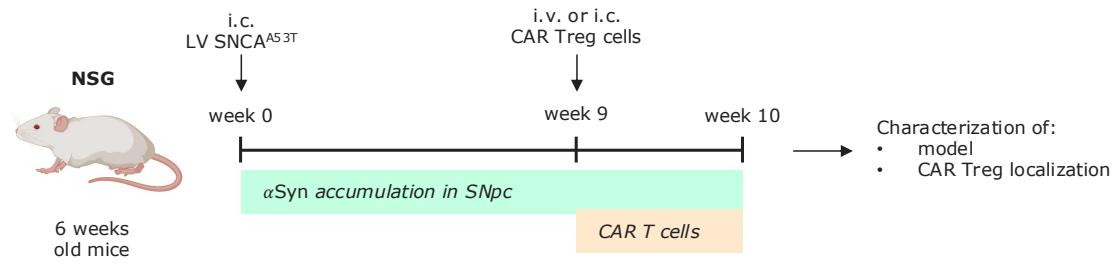 i.c.
LV SNCA^A53T
i.v. or i.c.
CAR Treg cells
NSG
week 0
week 9
week 10
Characterization of:
• model
• CAR Treg localization
αSyn accumulation in SNpc
CAR T cells
6 weeks
old mice